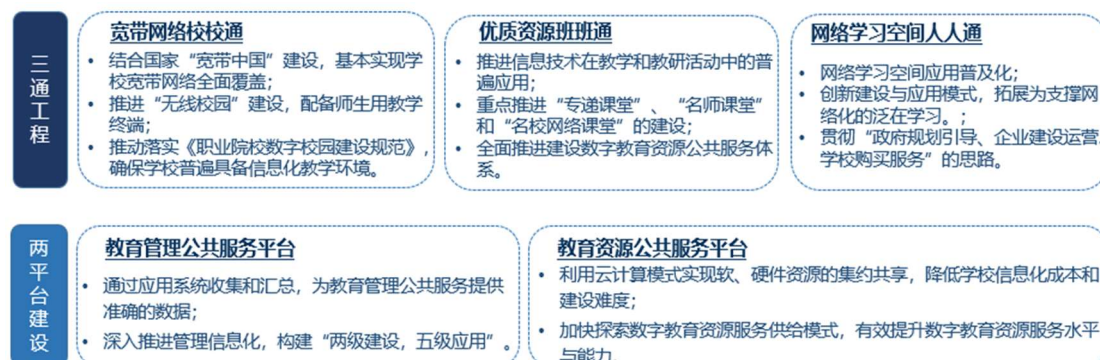 三通工程
宽带网络校校通
• 结合国家“宽带中国”建设，基本实现学
校宽带网络全面覆盖；
• 推进“无线校园”建设，配备师生用教学
终端；
• 推动落实《职业院校数字校园建设规范》，
确保学校普遍具备信息化教学环境。
优质资源班班通
• 推进信息技术在教学和教研活动中的普
遍应用；
• 重点推进“专递课堂”、“名师课堂”
和“名校网络课堂”的建设；
• 全面推进建设数字教育资源公共服务体
系。
网络学习空间人人通
• 网络学习空间应用普及化；
• 创新建设与应用模式，拓展为支撑网
络化的泛在学习。；
• 贯彻“政府规划引导、企业建设运营
学校购买服务”的思路。
两平台建设
教育管理公共服务平台
• 通过应用系统收集和汇总，为教育管理公共服务提供
准确的数据；
• 深入推进管理信息化，构建“两级建设，五级应用”。
教育资源公共服务平台
• 利用云计算模式实现软、硬件资源的集约共享，降低学校信息化成本和
建设难度；
• 加快探索数字教育资源服务供给模式，有效提升数字教育资源服务水平
与能力